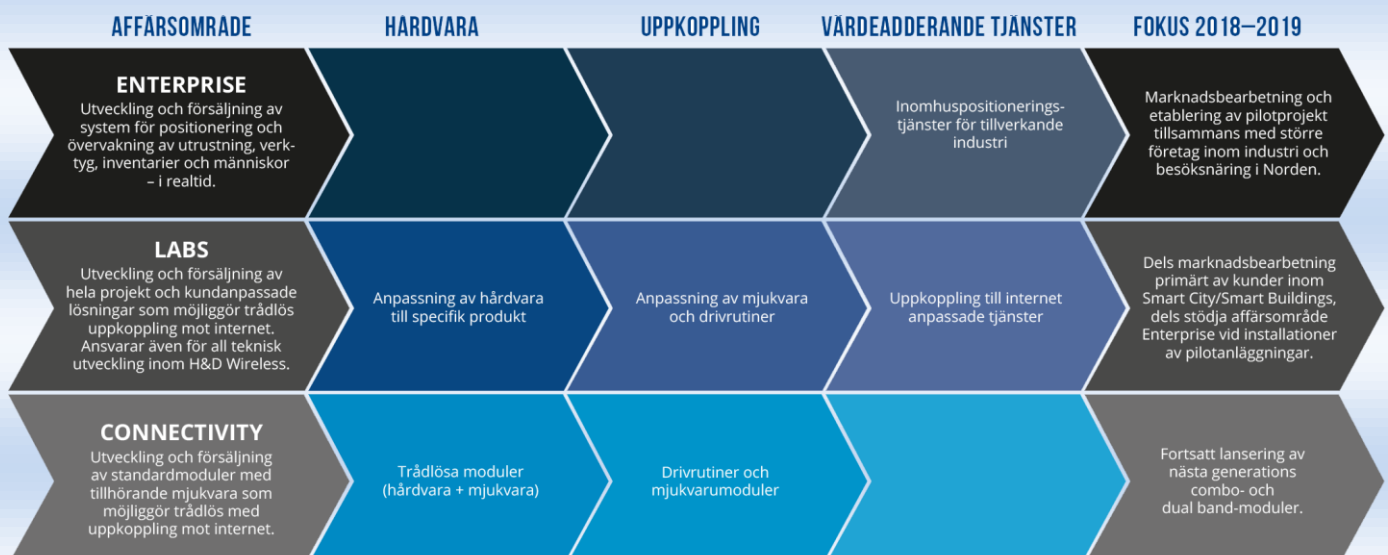 AFFÄRSOMRÅDE
HÅRDVARA
UPPKOPPLING
VÄRDEADDERANDE TJÄNSTER
FOKUS 2018–2019
ENTERPRISE
Utveckling och försäljning av
system för positionering och
övervakning av utrustning, verk-
tyg, inventarier och människor
– i realtid.
Inomhuspositionerings-
tjänster för tillverkande
industri
Marknadsbearbetning och
etablering av pilotprojekt
tillsammans med större
företag inom industri och
besöksnäring i Norden.
LABS
Utveckling och försäljning av
hela projekt och kundanpassade
lösningar som möjliggör trådlös
uppkoppling mot internet.
Ansvarar även för all teknisk
utveckling inom H&D Wireless.
Anpassning av hårdvara
till specifik produkt
Anpassning av mjukvara
och drivrutiner
Uppkoppling till internet
anpassade tjänster
Dels marknadsbearbetning
primärt av kunder inom
Smart City/Smart Buildings,
dels stödja affärsområde
Enterprise vid installationer
av pilotanläggningar.
CONNECTIVITY
Utveckling och försäljning
av standardmoduler med
tillhörande mjukvara som
möjliggör trådlös med
uppkoppling mot internet.
Trådlösa moduler
(hårdvara + mjukvara)
Drivrutiner och
mjukvarumoduler
Fortsatt lansering av
nästa generations
combo- och
dual band-moduler.